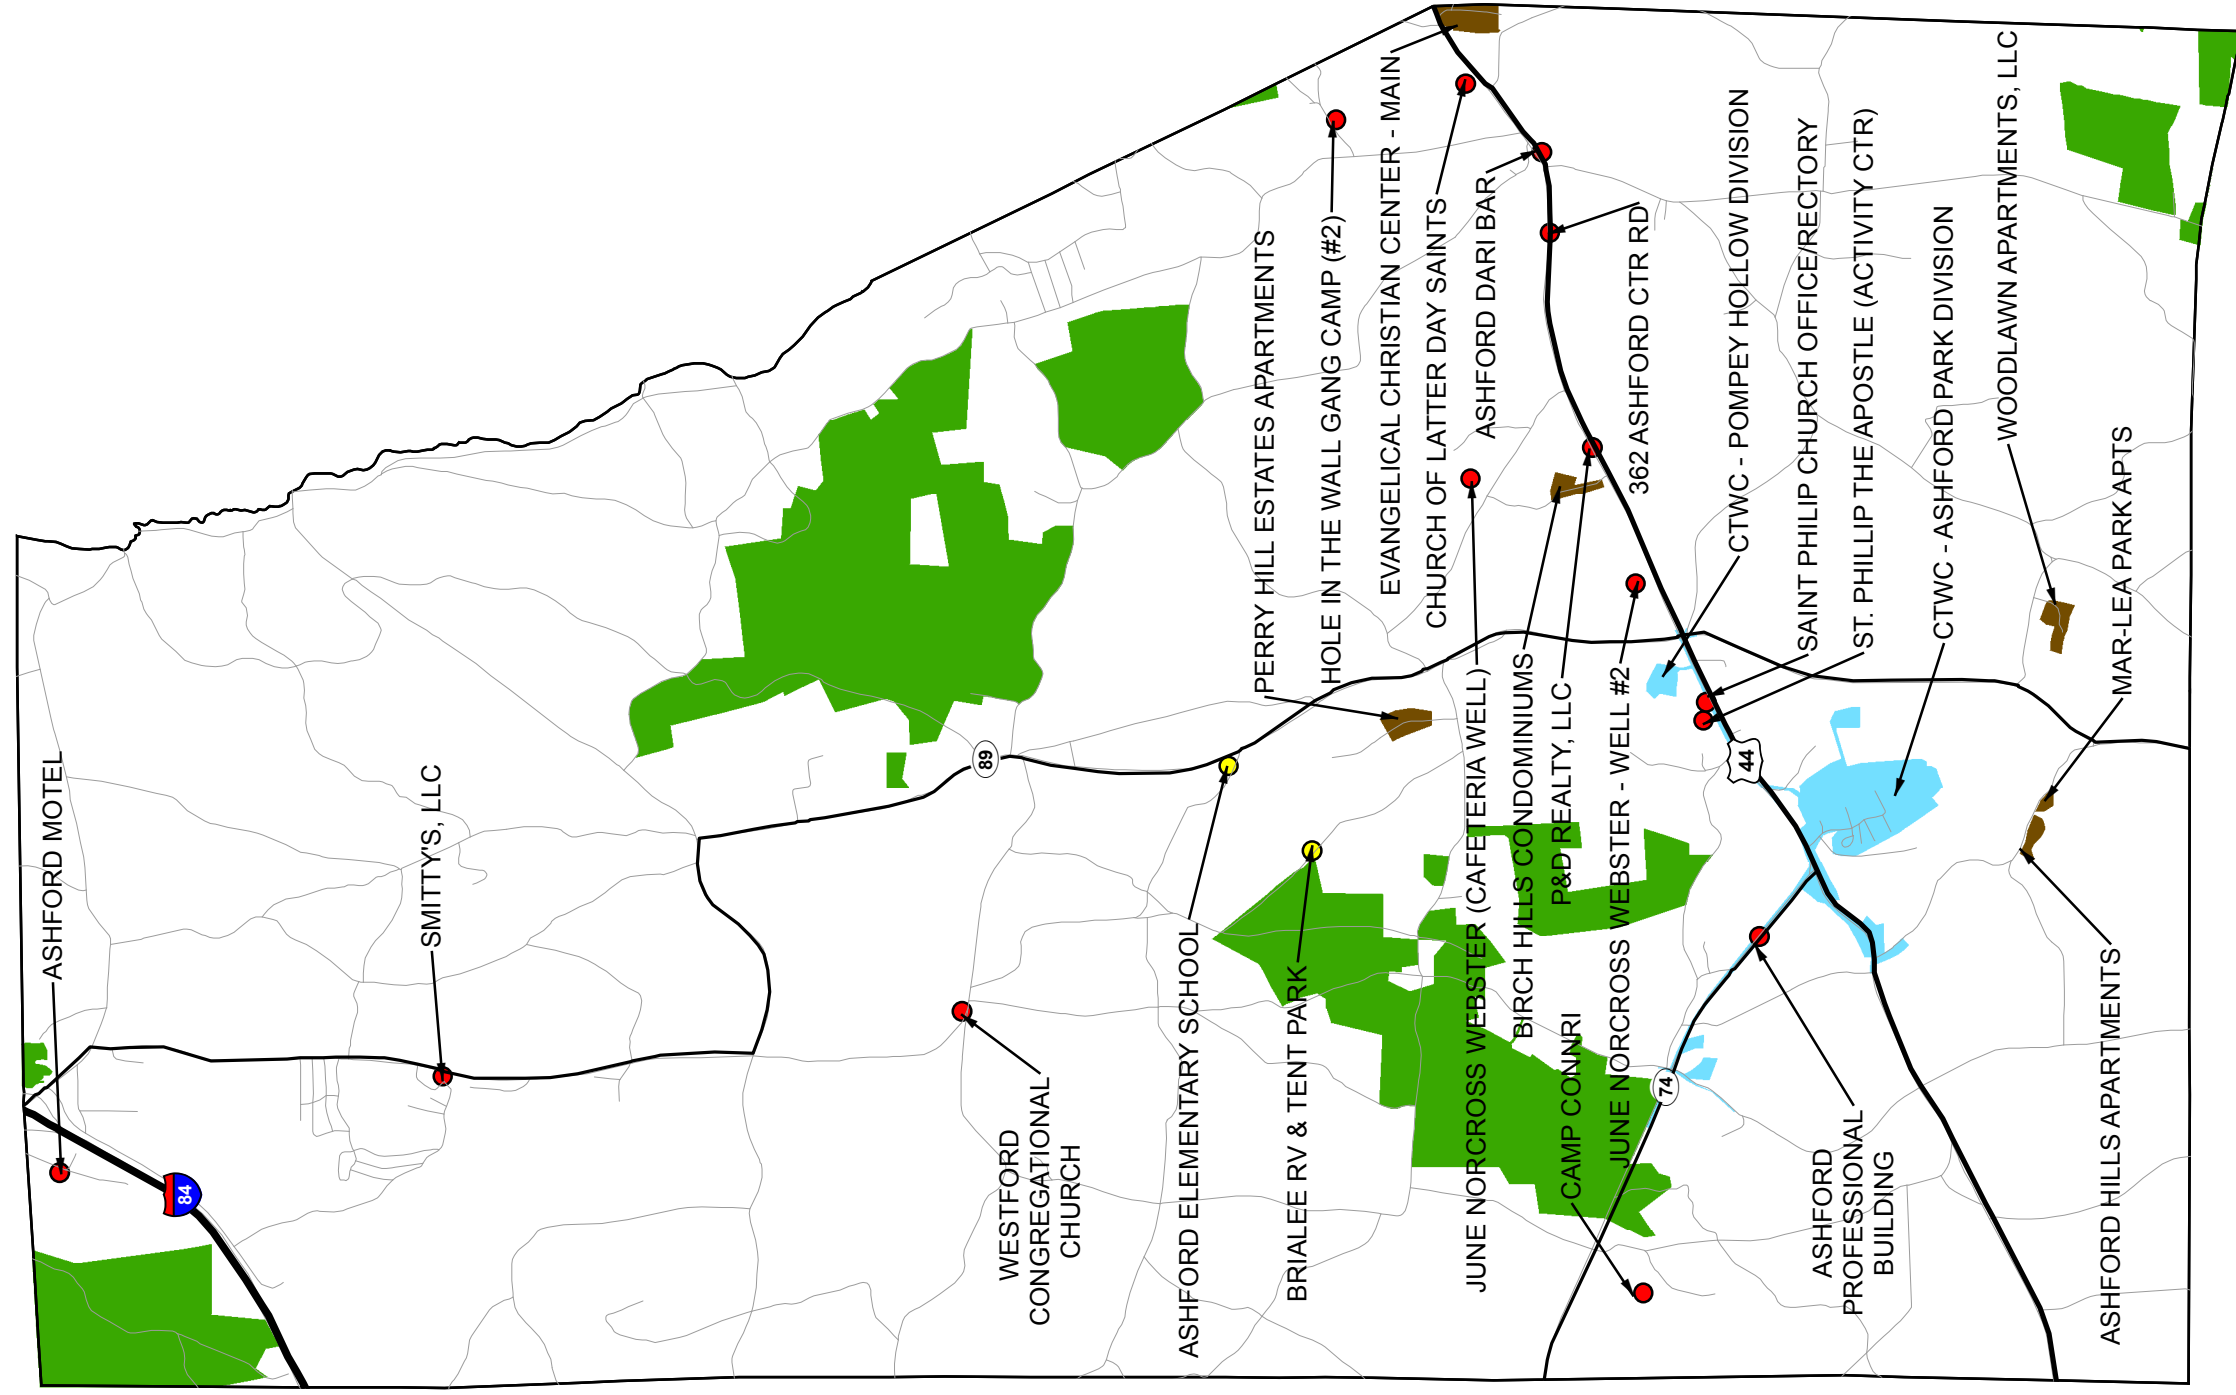 ASHFORD MOTEL
SMITTY'S, LLC
84
89
WESTFORD
CONGREGATIONAL
CHURCH
ASHFORD ELEMENTARY SCHOOL
PERRY HILL ESTATES APARTMENTS
BRIALEE RV & TENT PARK
HOLE IN THE WALL GANG CAMP (#2)
EVANGELICAL CHRISTIAN CENTER - MAIN
CHURCH OF LATTER DAY SAINTS
JUNE NORCROSS WEBSTER (CAFETERIA WELL)
ASHFORD DARI BAR
BIRCH HILLS CONDOMINIUMS
P&D REALTY, LLC
CAMP CONNRI
JUNE NORCROSS WEBSTER - WELL #2
362 ASHFORD CTR RD
74
CTWC - POMPEY HOLLOW DIVISION
44
SAINT PHILIP CHURCH OFFICE/RECTORY
ASHFORD
PROFESSIONAL
BUILDING
ST. PHILLIP THE APOSTLE (ACTIVITY CTR)
CTWC - ASHFORD PARK DIVISION
WOODLAWN APARTMENTS, LLC
ASHFORD HILLS APARTMENTS
MAR-LEA PARK APTS